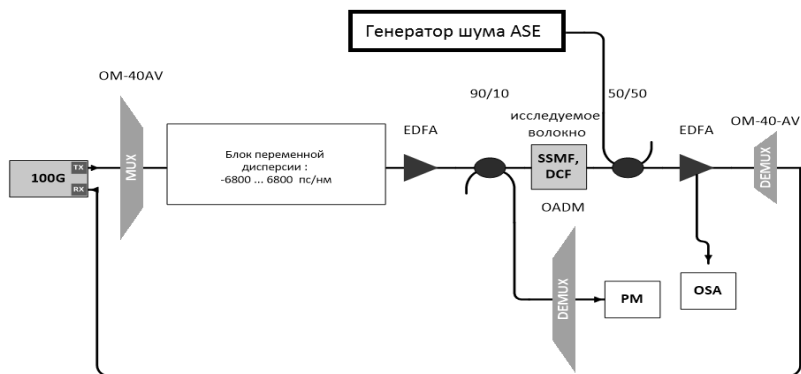 Генератор шума ASE
OM-40AV
90/10
50/50
исследуемое
волокно
EDFA
EDFA
OM-40-AV
100G
TX
RX
MUX
Блок переменной
дисперсии :
-6800 ... 6800 пс/нм
SSMF,
DCF
DEMUX
OADM
DEMUX
PM
OSA